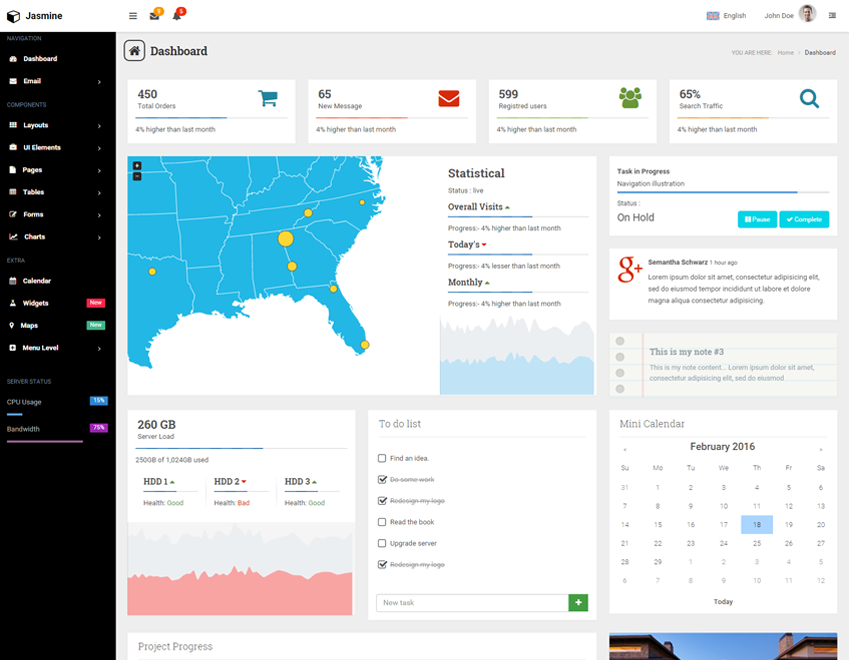 Jasmine
9
5
English
John Doe
NAVIGATION
Dashboard
Email
COMPONENTS
Layouts
UI Elements
Pages
Tables
Forms
Charts
EXTRA
Calendar
Widgets New
Maps New
Menu Level
SERVER STATUS
CPU Usage 15%
Bandwidth 75%
Dashboard
YOU ARE HERE: Home / Dashboard
450
Total Orders
4% higher than last month
65
New Message
4% higher than last month
599
Registred users
4% higher than last month
65%
Search Traffic
4% higher than last month
+
-
Statistical
Status : live
Overall Visits
Progress:- 4% higher than last month
Today's
Progress:- 4% lesser than last month
Monthly
Progress:- 4% higher than last month
Task in Progress
Navigation illustration
Status :
On Hold
Pause
Complete
g+
Semantha Schwarz 1 hour ago
Lorem ipsum dolor sit amet, consectetur adipisicing elit,
sed do eiusmod tempor incididunt ut labore et dolore
magna aliqua consectetur adipisicing.
This is my note #3
This is my note content... Lorem ipsum dolor sit amet,
consectetur adipisicing elit, sed do eiusmod
260 GB
Server Load
250GB of 1,024GB used
HDD 1 HDD 2 HDD 3
Health: Good Health: Bad Health: Good
To do list
Find an idea.
Do some work
Redesign my logo
Read the book
Upgrade server
Redesign my logo
New task
+
Mini Calendar
« February 2016 »
Su Mo Tu We Th Fr Sa
31 1 2 3 4 5 6
7 8 9 10 11 12 13
14 15 16 17 18 19 20
21 22 23 24 25 26 27
28 29 1 2 3 4 5
6 7 8 9 10 11 12
Today
Project Progress